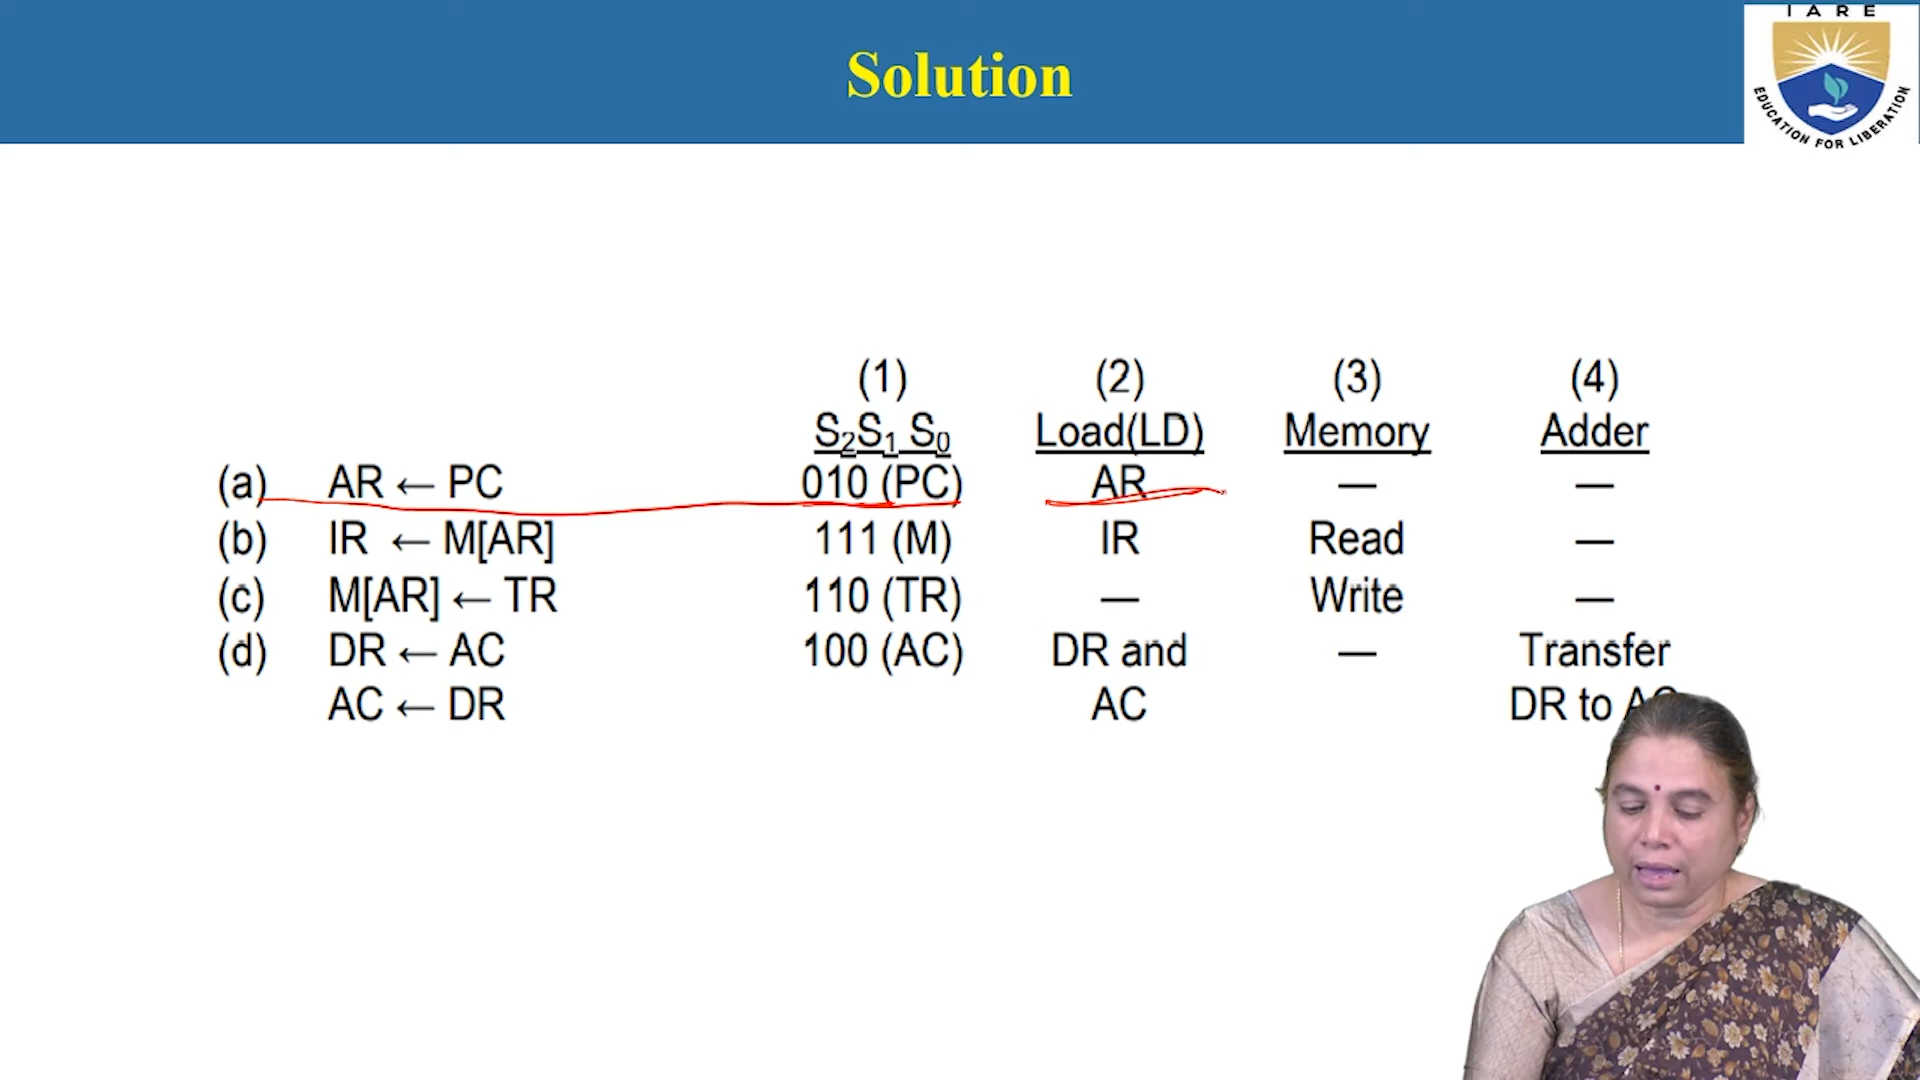 Solution
IARE
EDUCATION FOR LIBERATION
(1) (2) (3) (4)
S₂S₁ S₀ Load(LD) Memory Adder
(a) AR ← PC 010 (PC) AR — —
(b) IR ← M[AR] 111 (M) IR Read —
(c) M[AR] ← TR 110 (TR) — Write —
(d) DR ← AC 100 (AC) DR and — Transfer
AC ← DR AC DR to